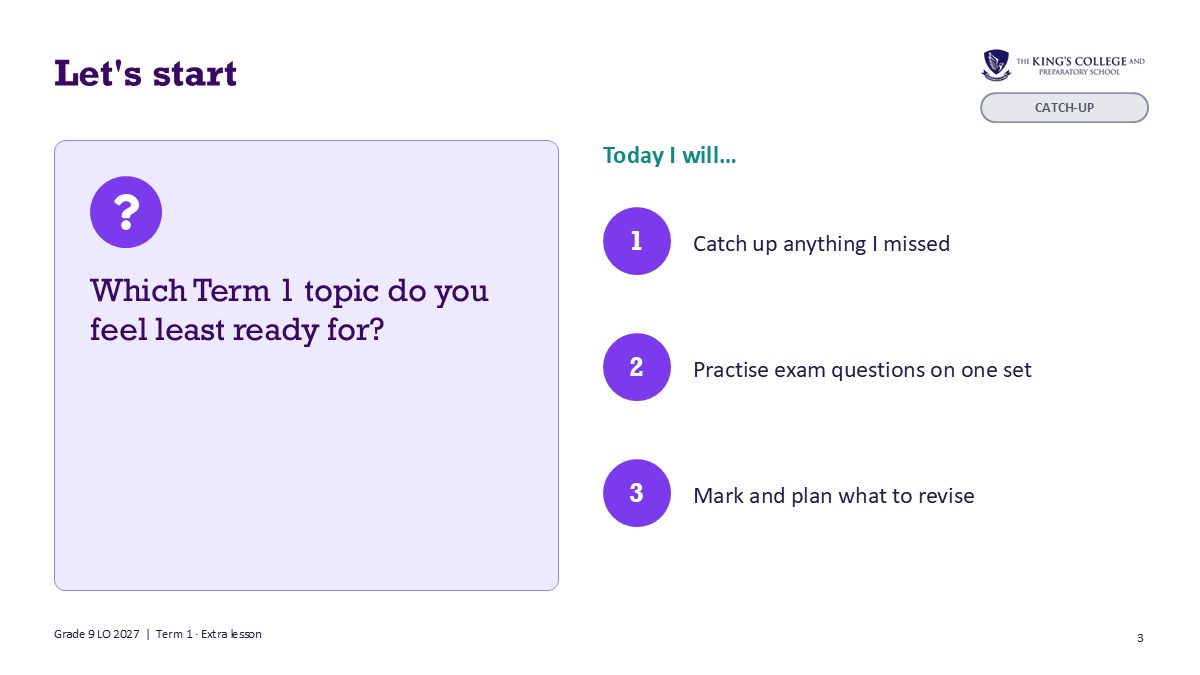 Let's start
THE KING'S COLLEGE AND
PREPARATORY SCHOOL
CATCH-UP
?
Which Term 1 topic do you
feel least ready for?
Today I will...
1
Catch up anything I missed
2
Practise exam questions on one set
3
Mark and plan what to revise
Grade 9 LO 2027 | Term 1 · Extra lesson
3